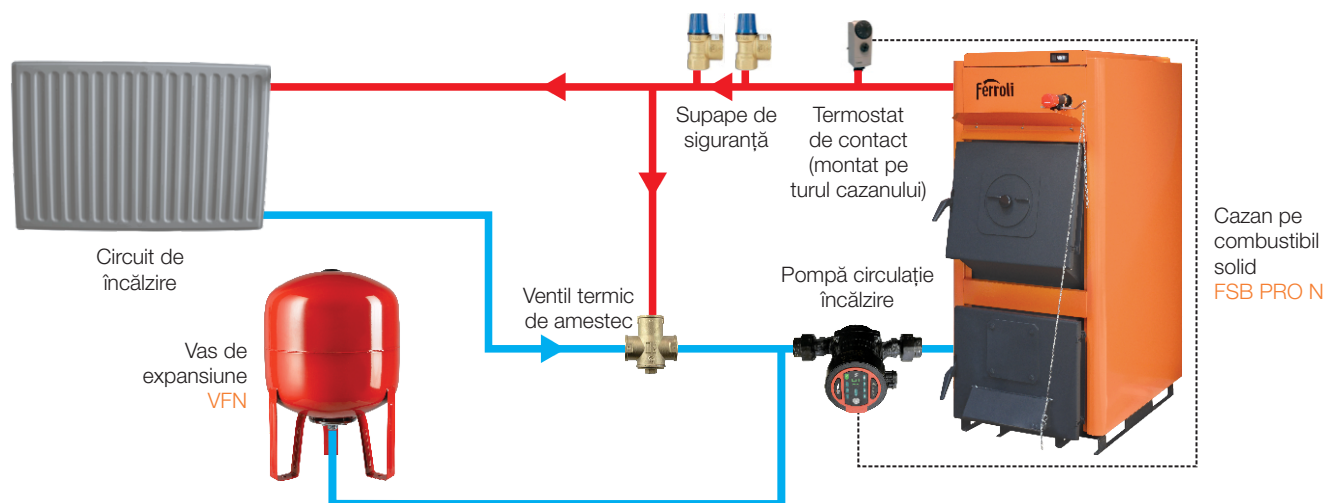 Ferroli
Supape de
siguranță
Termostat
de contact
(montat pe
turul cazanului)
Circuit de
încălzire
Cazan pe
combustibil
solid
FSB PRO N
Pompă circulație
încălzire
Ventil termic
de amestec
Vas de
expansiune
VFN